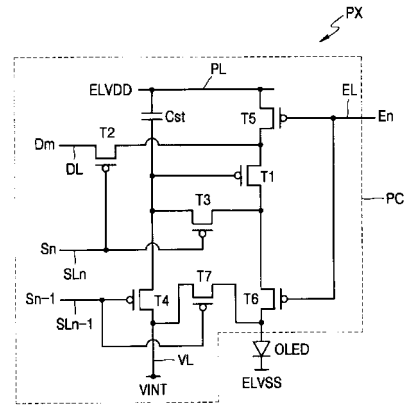 PX
PL
ELVDD
EL
Cst
T5
En
Dm
T2
DL
T1
T3
PC
Sn
SLn
T7
Sn-1
T4
T6
SLn-1
OLED
VL
VINT
ELVSS